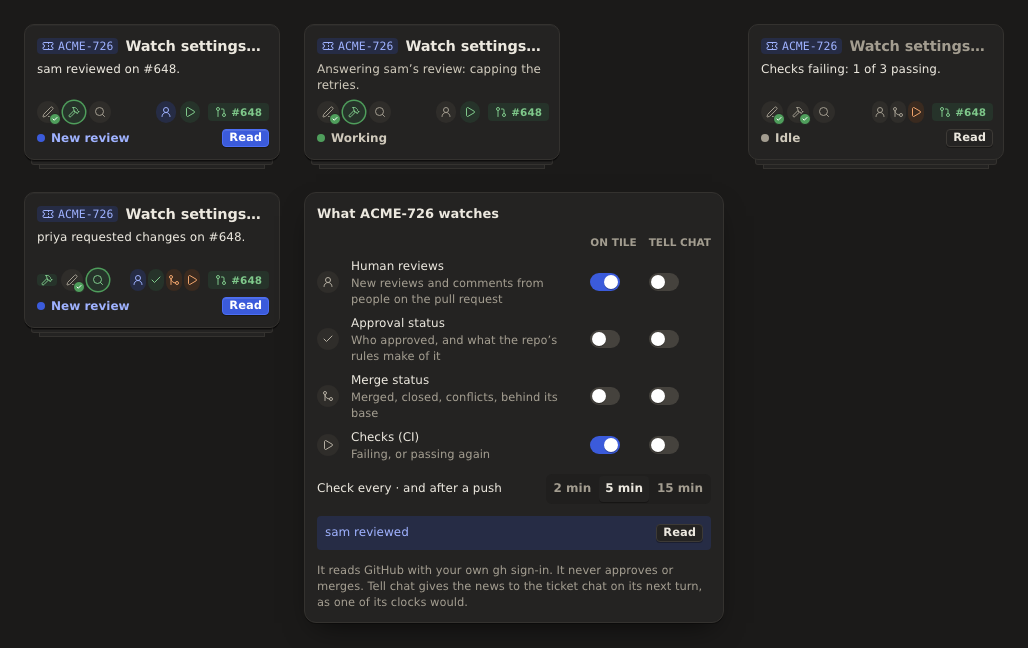 ACME-726 Watch settings…
sam reviewed on #648.
#648
New review Read
ACME-726 Watch settings…
Answering sam’s review: capping the
retries.
#648
Working
ACME-726 Watch settings…
Checks failing: 1 of 3 passing.
#648
Idle Read
ACME-726 Watch settings…
priya requested changes on #648.
#648
New review Read
What ACME-726 watches
ON TILE TELL CHAT
Human reviews
New reviews and comments from
people on the pull request
Approval status
Who approved, and what the repo’s
rules make of it
Merge status
Merged, closed, conflicts, behind its
base
Checks (CI)
Failing, or passing again
Check every · and after a push 2 min 5 min 15 min
sam reviewed Read
It reads GitHub with your own gh sign-in. It never approves or
merges. Tell chat gives the news to the ticket chat on its next turn,
as one of its clocks would.